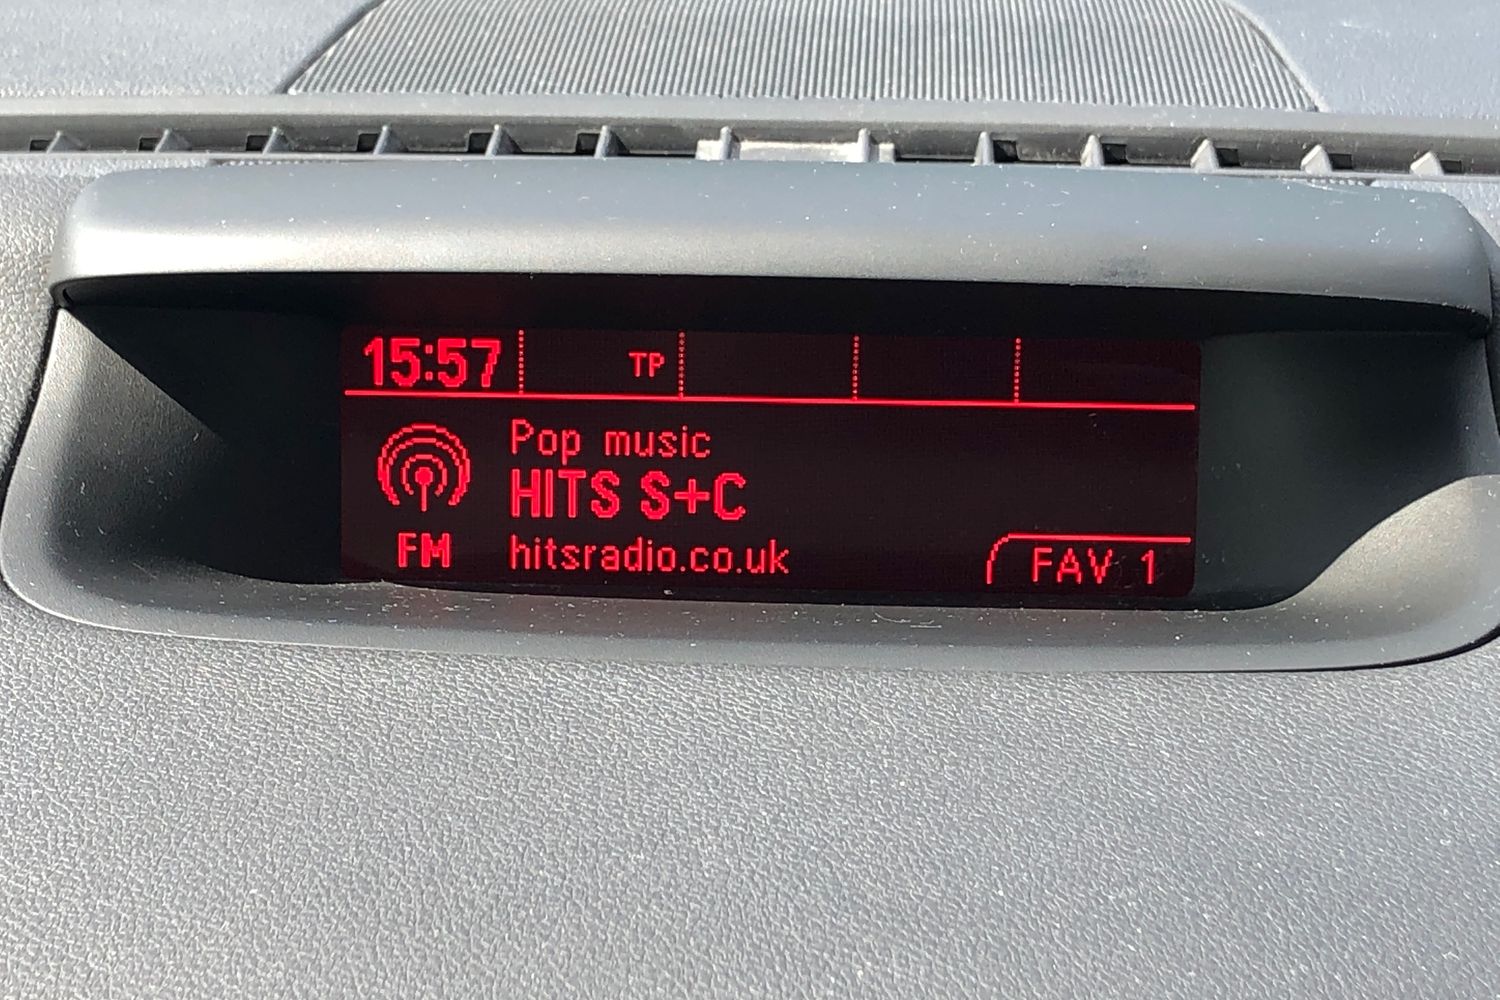 15:57 TP
Pop music
HITS S+C
FM hitsradio.co.uk FAV 1